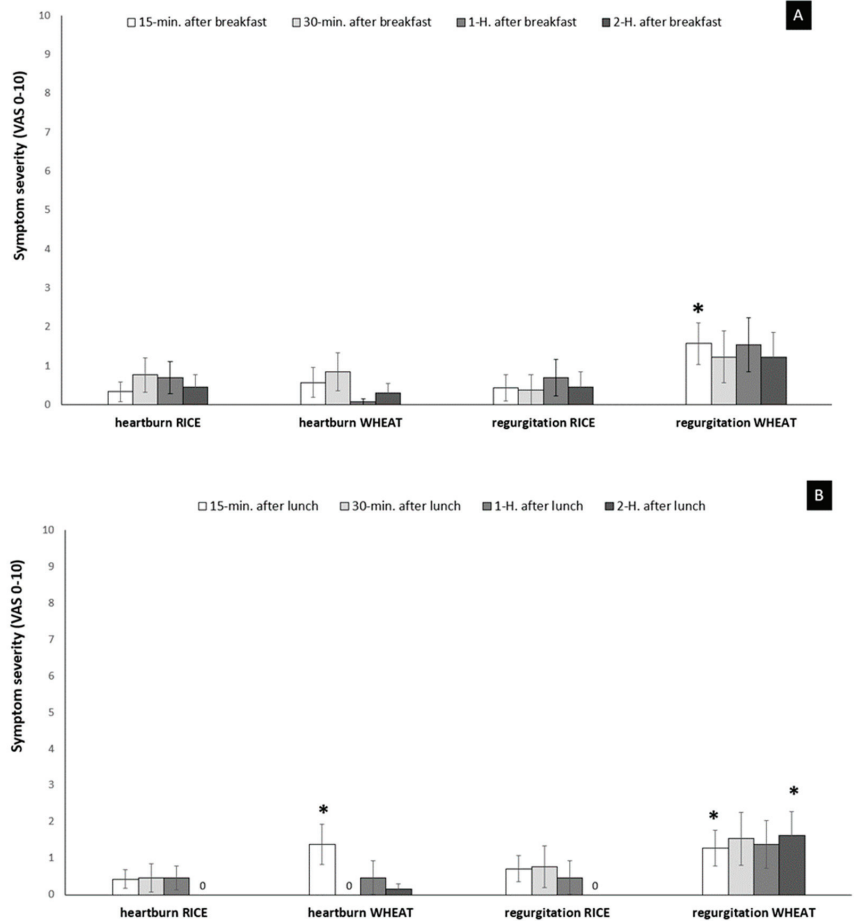 15-min. after breakfast 30-min. after breakfast 1-H. after breakfast 2-H. after breakfast
A
Symptom severity (VAS 0-10)
10
9
8
7
6
5
4
3
2
1
0
*
heartburn RICE heartburn WHEAT regurgitation RICE regurgitation WHEAT
B
15-min. after lunch 30-min. after lunch 1-H. after lunch 2-H. after lunch
Symptom severity (VAS 0-10)
10
9
8
7
6
5
4
3
2
1
0
* * *
0 0 0
heartburn RICE heartburn WHEAT regurgitation RICE regurgitation WHEAT